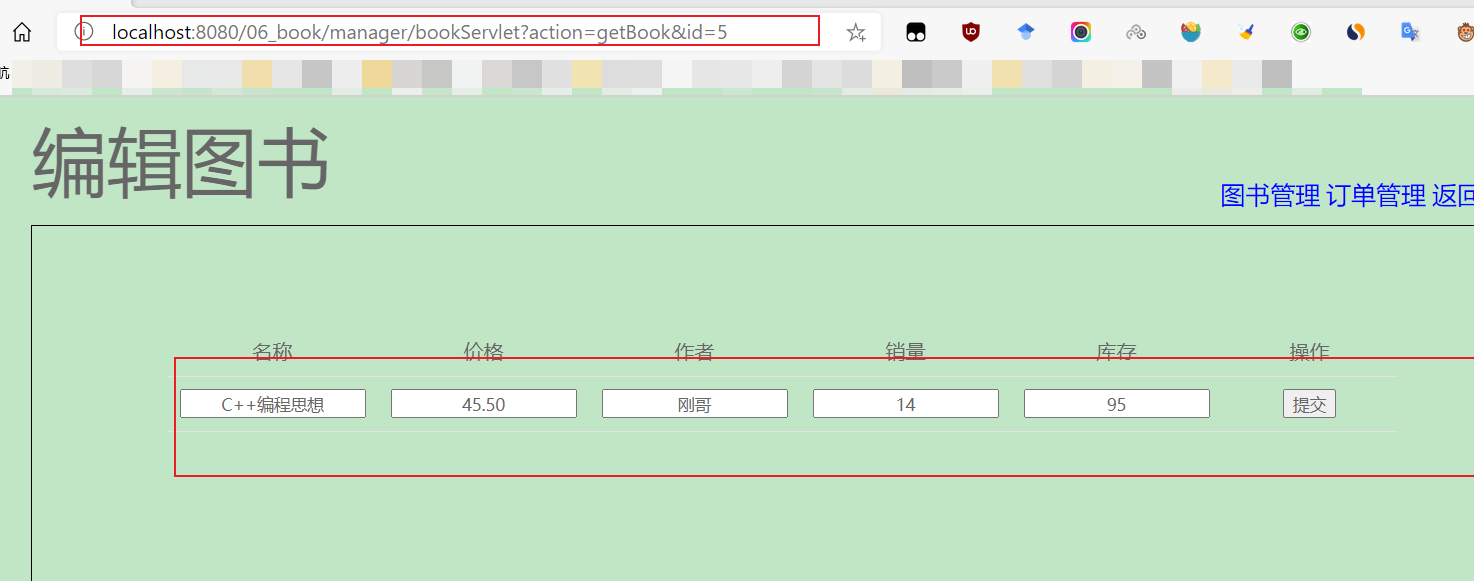 localhost:8080/06_book/manager/bookServlet?action=getBook&id=5
编辑图书
图书管理 订单管理 返回
名称 价格 作者 销量 库存 操作
C++编程思想 45.50 刚哥 14 95 提交